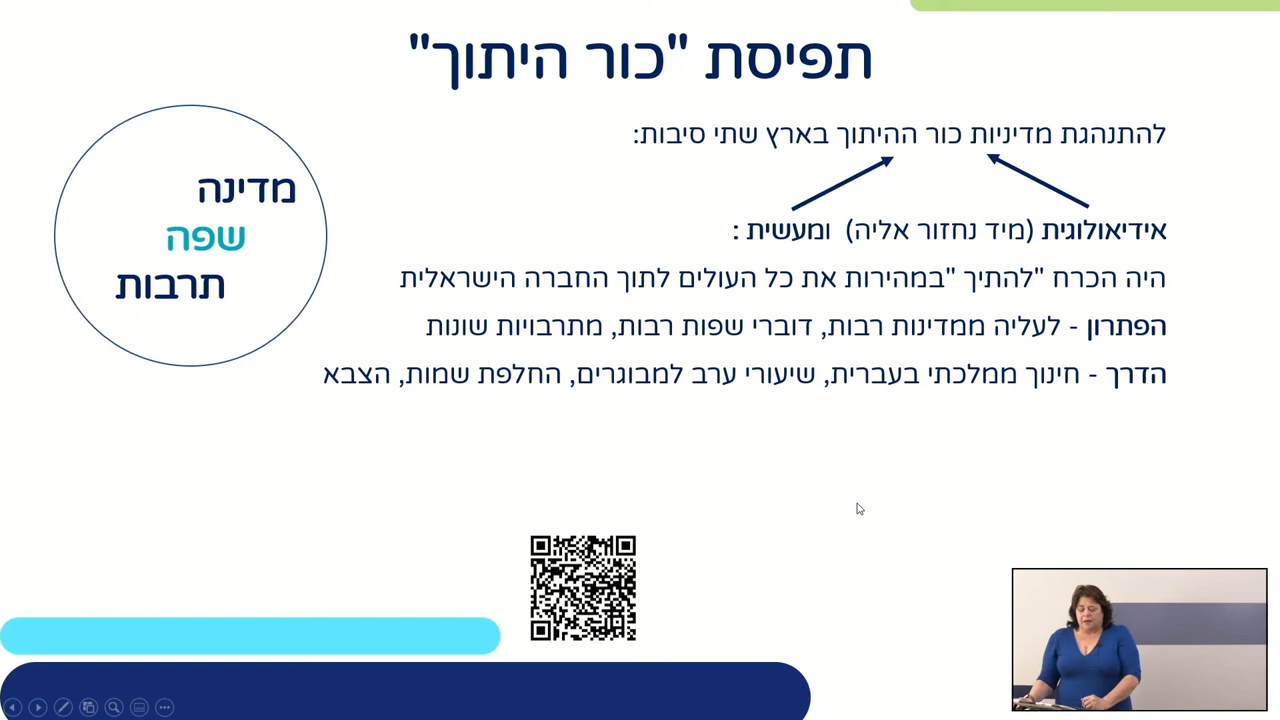 תפיסת "כור היתוך"
להתנהגת מדיניות כור ההיתוך בארץ שתי סיבות:
אידיאולוגית (מיד נחזור אליה) ומעשית :
היה הכרח "להתיך "במהירות את כל העולים לתוך החברה הישראלית
הפתרון - לעליה ממדינות רבות, דוברי שפות רבות, מתרבויות שונות
הדרך - חינוך ממלכתי בעברית, שיעורי ערב למבוגרים, החלפת שמות, הצבא
מדינה
שפה
תרבות